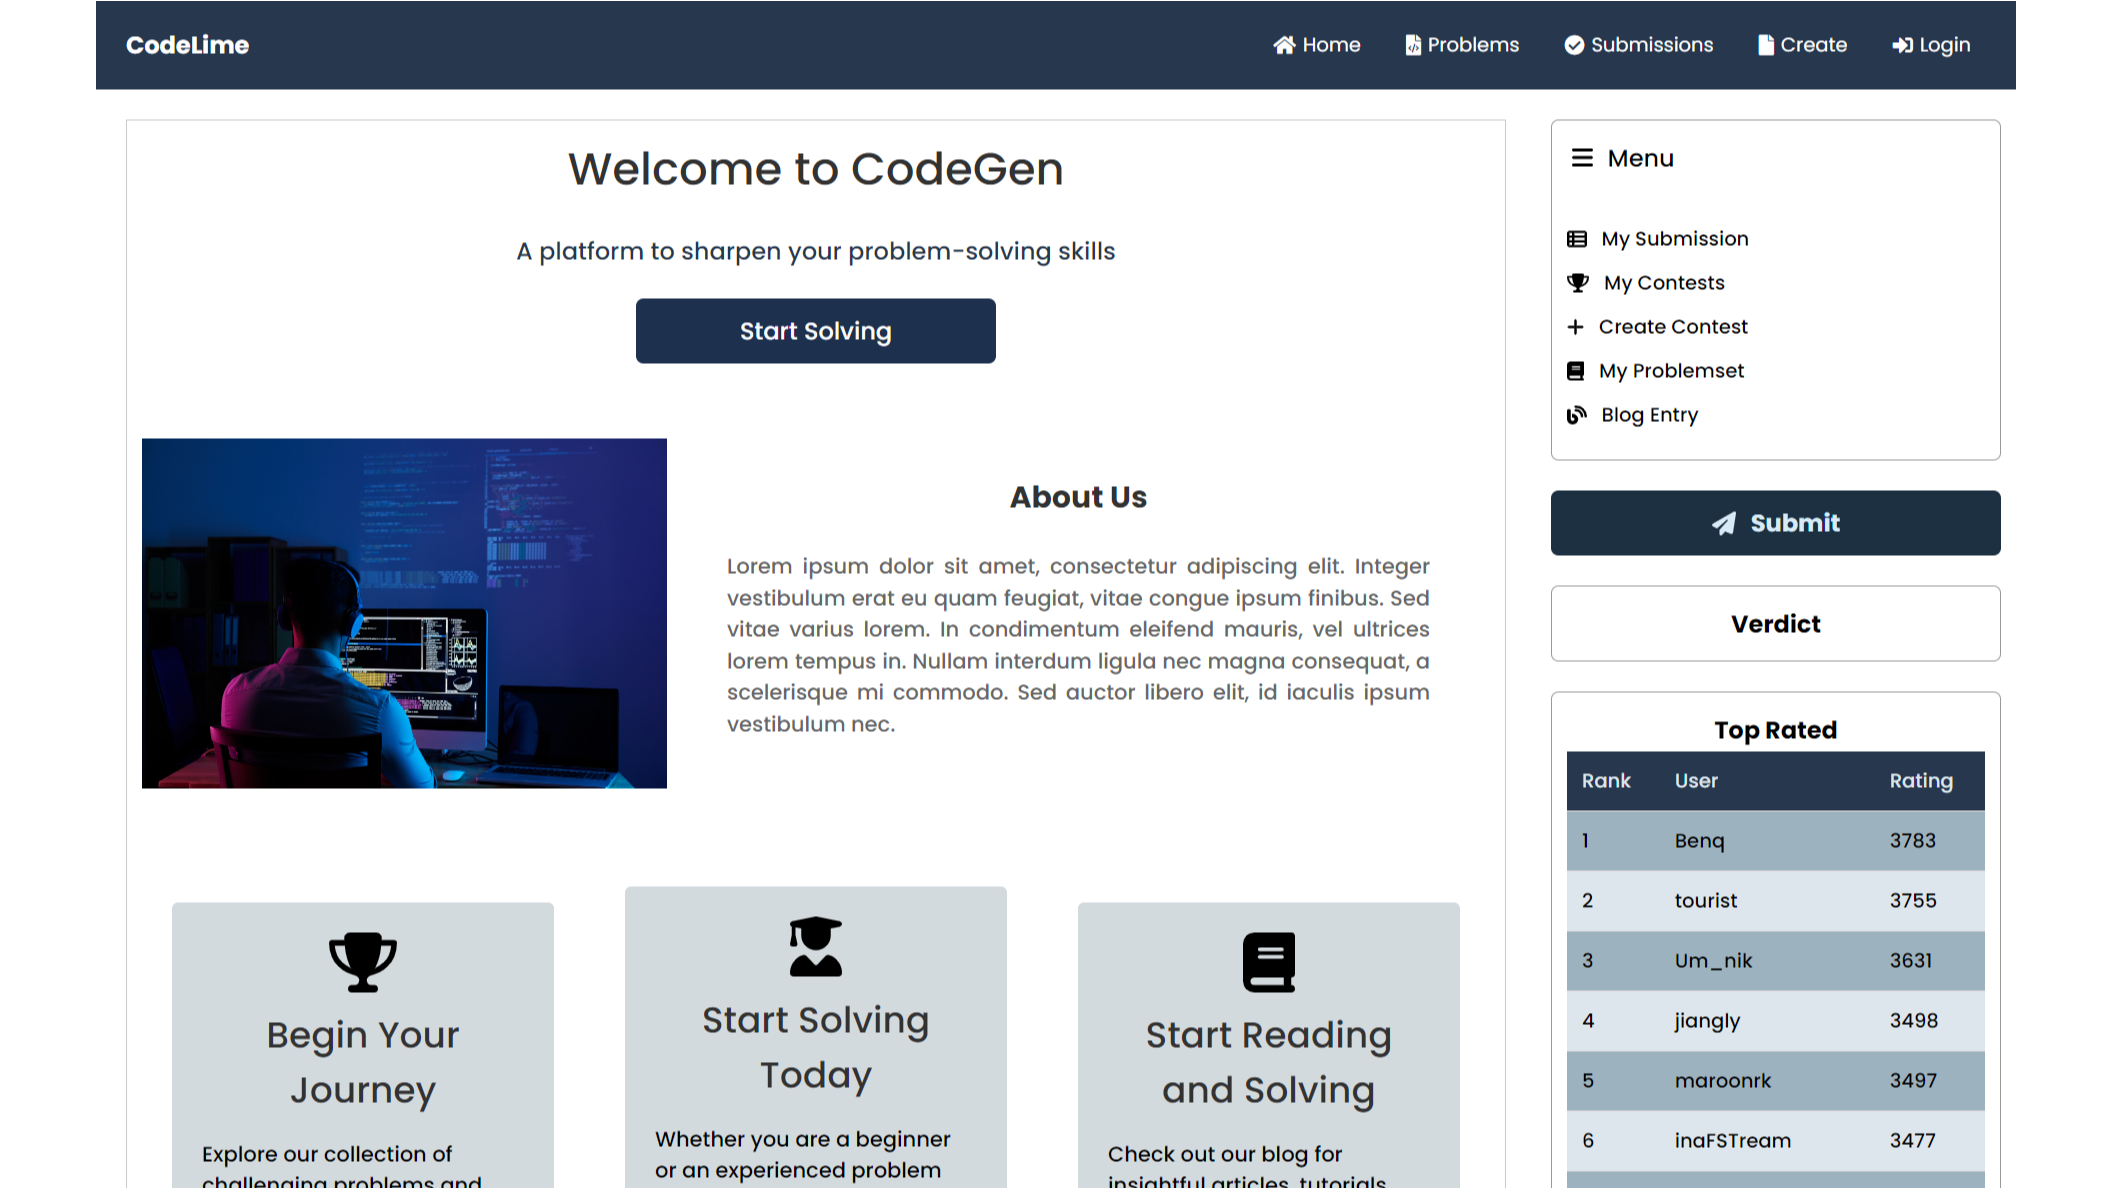 CodeLime
Home
Problems
Submissions
Create
Login
Welcome to CodeGen
A platform to sharpen your problem-solving skills
Start Solving
About Us
Lorem ipsum dolor sit amet, consectetur adipiscing elit. Integer
vestibulum erat eu quam feugiat, vitae congue ipsum finibus. Sed
vitae varius lorem. In condimentum eleifend mauris, vel ultrices
lorem tempus in. Nullam interdum ligula nec magna consequat, a
scelerisque mi commodo. Sed auctor libero elit, id iaculis ipsum
vestibulum nec.
Begin Your
Journey
Explore our collection of
challenging problems and
Start Solving
Today
Whether you are a beginner
or an experienced problem
Start Reading
and Solving
Check out our blog for
insightful articles, tutorials,
Menu
My Submission
My Contests
Create Contest
My Problemset
Blog Entry
Submit
Verdict
Top Rated
Rank User Rating
1 Benq 3783
2 tourist 3755
3 Um_nik 3631
4 jiangly 3498
5 maroonrk 3497
6 inaFSTream 3477